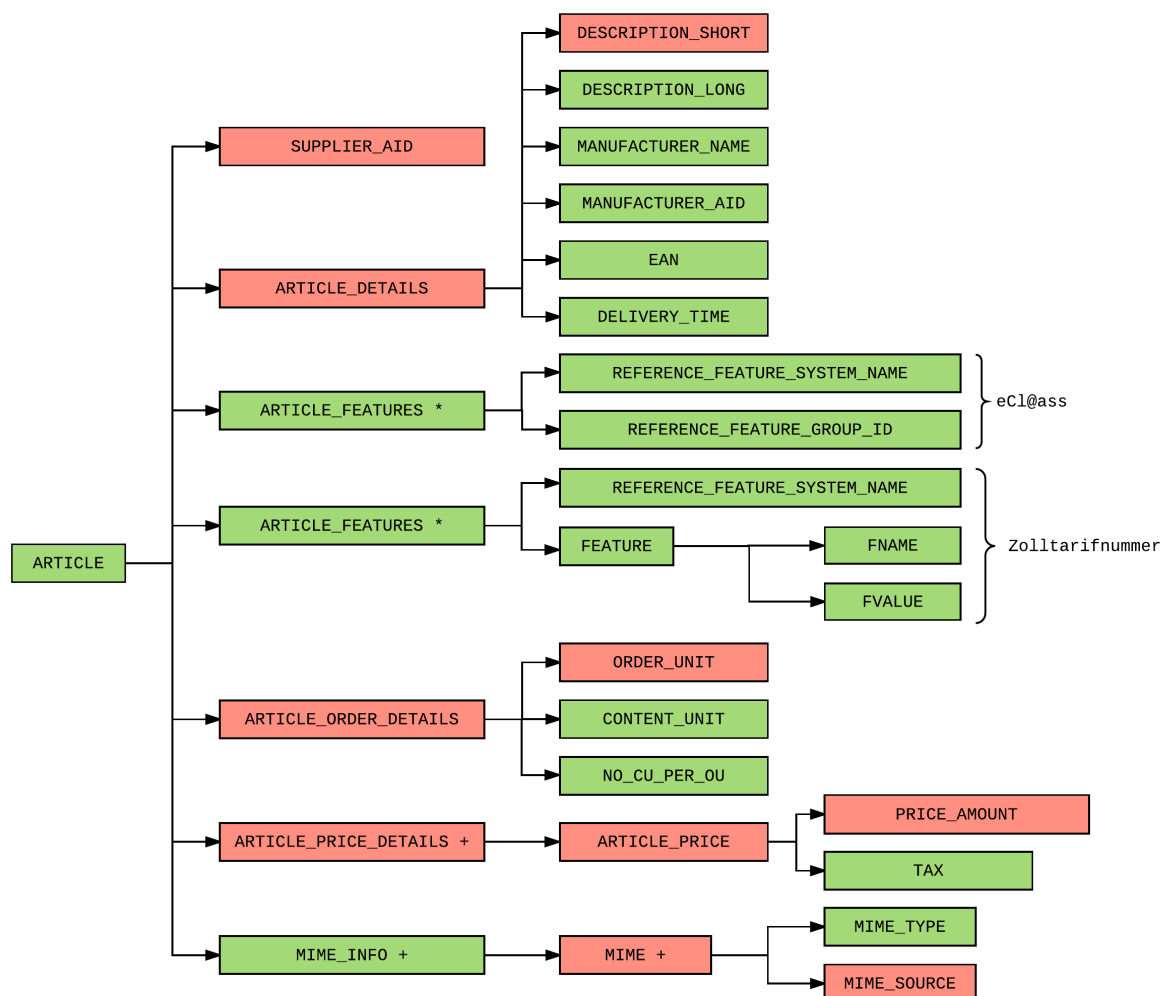 DESCRIPTION_SHORT
DESCRIPTION_LONG
SUPPLIER_AID
MANUFACTURER_NAME
MANUFACTURER_AID
EAN
ARTICLE_DETAILS
DELIVERY_TIME
REFERENCE_FEATURE_SYSTEM_NAME
eCl@ass
ARTICLE_FEATURES *
REFERENCE_FEATURE_GROUP_ID
REFERENCE_FEATURE_SYSTEM_NAME
ARTICLE_FEATURES *
FEATURE
FNAME
Zolltarifnummer
ARTICLE
FVALUE
ORDER_UNIT
ARTICLE_ORDER_DETAILS
CONTENT_UNIT
NO_CU_PER_OU
PRICE_AMOUNT
ARTICLE_PRICE_DETAILS +
ARTICLE_PRICE
TAX
MIME_TYPE
MIME_INFO +
MIME +
MIME_SOURCE